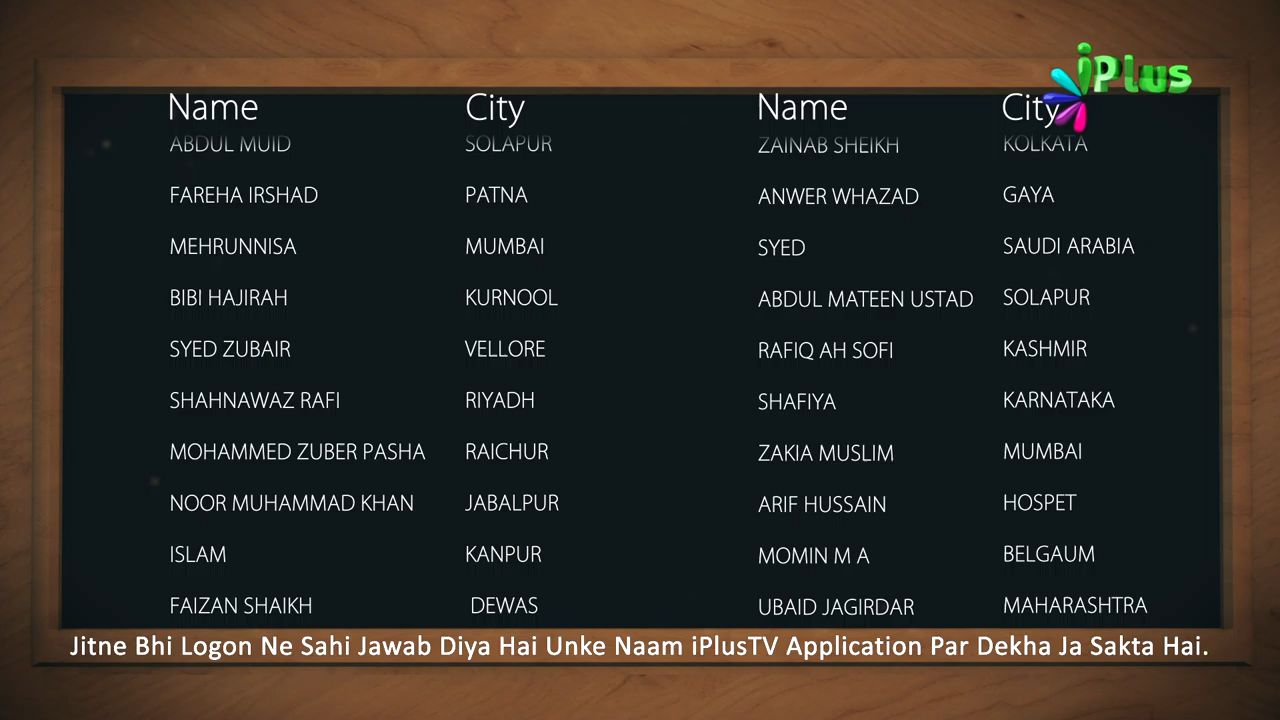 iPlus
Name City Name City
ABDUL MUID SOLAPUR ZAINAB SHEIKH KOLKATA
FAREHA IRSHAD PATNA ANWER WHAZAD GAYA
MEHRUNNISA MUMBAI SYED SAUDI ARABIA
BIBI HAJIRAH KURNOOL ABDUL MATEEN USTAD SOLAPUR
SYED ZUBAIR VELLORE RAFIQ AH SOFI KASHMIR
SHAHNAWAZ RAFI RIYADH SHAFIYA KARNATAKA
MOHAMMED ZUBER PASHA RAICHUR ZAKIA MUSLIM MUMBAI
NOOR MUHAMMAD KHAN JABALPUR ARIF HUSSAIN HOSPET
ISLAM KANPUR MOMIN M A BELGAUM
FAIZAN SHAIKH DEWAS UBAID JAGIRDAR MAHARASHTRA
Jitne Bhi Logon Ne Sahi Jawab Diya Hai Unke Naam iPlusTV Application Par Dekha Ja Sakta Hai.